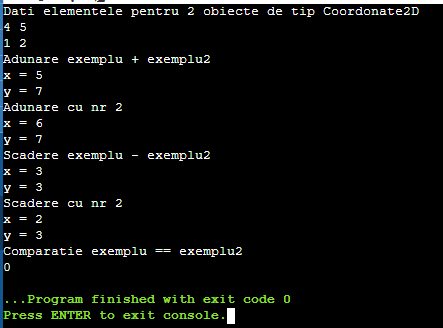 Dati elementele pentru 2 obiecte de tip Coordonate2D
4 5
1 2
Adunare exemplu + exemplu2
x = 5
y = 7
Adunare cu nr 2
x = 6
y = 7
Scadere exemplu - exemplu2
x = 3
y = 3
Scadere cu nr 2
x = 2
y = 3
Comparatie exemplu == exemplu2
0
...Program finished with exit code 0
Press ENTER to exit console.